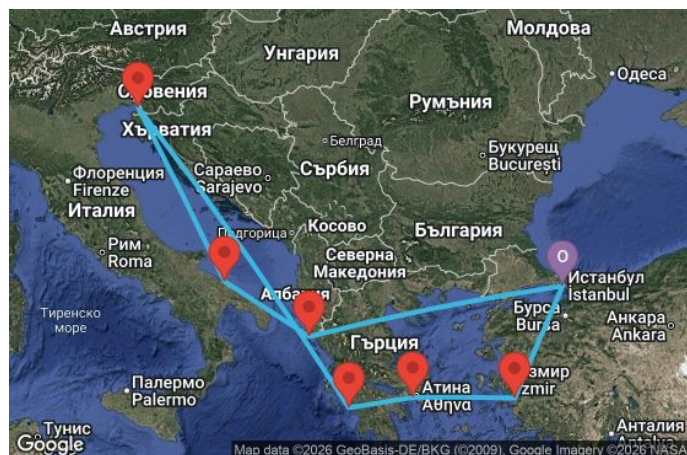 Австрия
Молдова
Унгария
Одеса
Словения
Румъния
Хърватия
Белград
Букурещ
Bucureşti
Флоренция
Firenze
Сараево
Sarajevo
Сърбия
Италия
Косово
България
Подгорица
Рим
Roma
Северна
Македония
O
Истанбул
İstanbul
Албания
Тиренско
море
Бурса
Bursa
Анкара
Ankara
Гърция
Палермо
Palermo
Атина
Αθήνα
Измир
İzmir
Тунис
Анталия
Google
Map data ©2026 GeoBasis-DE/BKG (©2009), Google Imagery ©2026 NASA